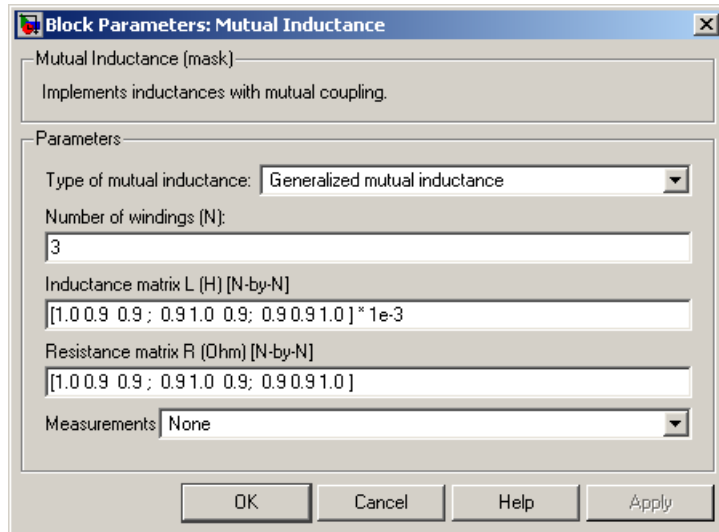 Block Parameters: Mutual Inductance
Mutual Inductance (mask)
Implements inductances with mutual coupling.
Parameters
Type of mutual inductance: Generalized mutual inductance
Number of windings (N):
3
Inductance matrix L (H) [N-by-N]
[1.0 0.9 0.9 ; 0.9 1.0 0.9; 0.9 0.9 1.0 ] * 1e-3
Resistance matrix R (Ohm) [N-by-N]
[1.0 0.9 0.9 ; 0.9 1.0 0.9; 0.9 0.9 1.0 ]
Measurements None
OK Cancel Help Apply